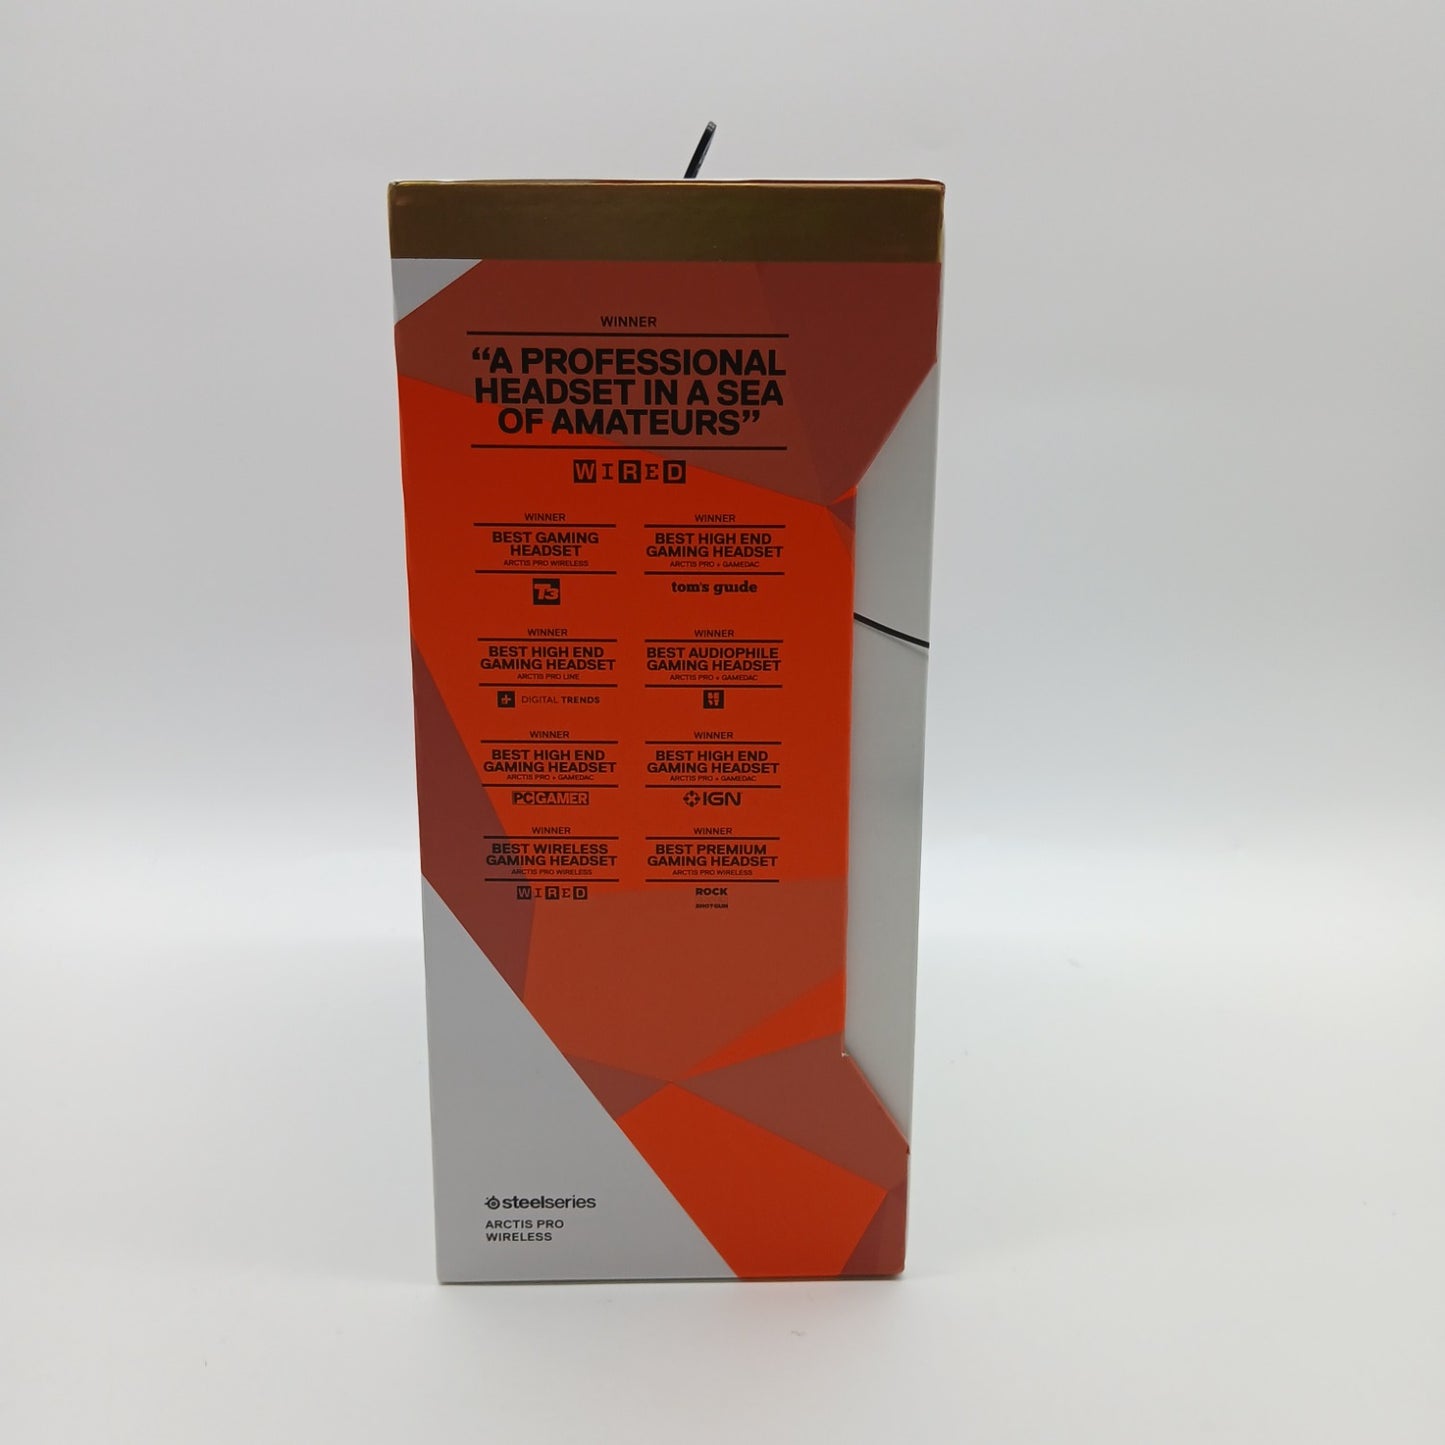 WINNER
“A PROFESSIONAL
HEADSET IN A SEA
OF AMATEURS”
WIRED
WINNER
BEST GAMING
HEADSET
ARCTIS PRO WIRELESS
T3
WINNER
BEST HIGH END
GAMING HEADSET
ARCTIS PRO + GAMEDAC
tom's guide
WINNER
BEST HIGH END
GAMING HEADSET
ARCTIS PRO LINE
DIGITAL TRENDS
WINNER
BEST AUDIOPHILE
GAMING HEADSET
ARCTIS PRO + GAMEDAC
WINNER
BEST HIGH END
GAMING HEADSET
ARCTIS PRO + GAMEDAC
PCGAMER
WINNER
BEST HIGH END
GAMING HEADSET
ARCTIS PRO + GAMEDAC
IGN
WINNER
BEST WIRELESS
GAMING HEADSET
ARCTIS PRO WIRELESS
WIRED
WINNER
BEST PREMIUM
GAMING HEADSET
ARCTIS PRO WIRELESS
ROCK
SHOTGUN
steelseries
ARCTIS PRO
WIRELESS